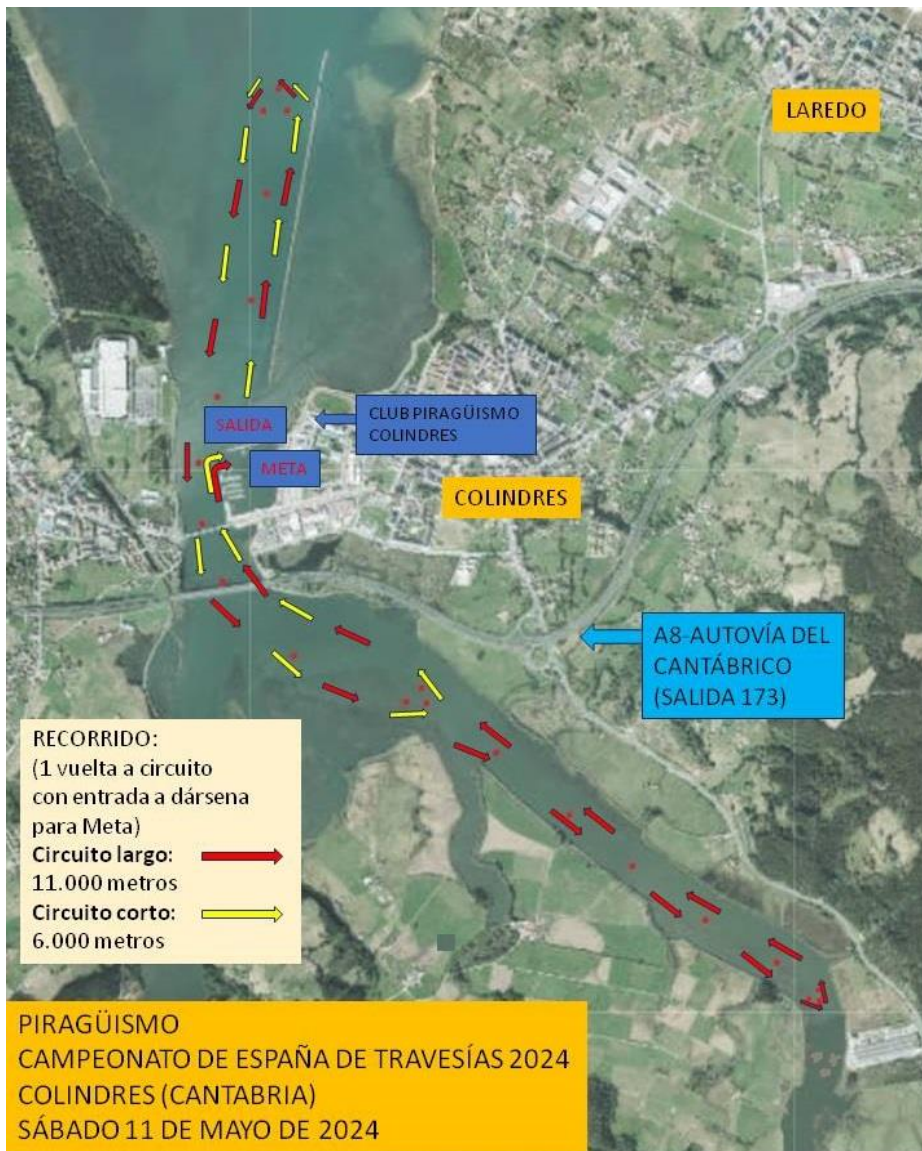 LAREDO
SALIDA
CLUB PIRAGÜISMO
COLINDRES
META
COLINDRES
A8-AUTOVÍA DEL
CANTÁBRICO
(SALIDA 173)
RECORRIDO:
(1 vuelta a circuito
con entrada a dársena
para Meta)
Circuito largo:
11.000 metros
Circuito corto:
6.000 metros
PIRAGÜISMO
CAMPEONATO DE ESPAÑA DE TRAVESÍAS 2024
COLINDRES (CANTABRIA)
SÁBADO 11 DE MAYO DE 2024